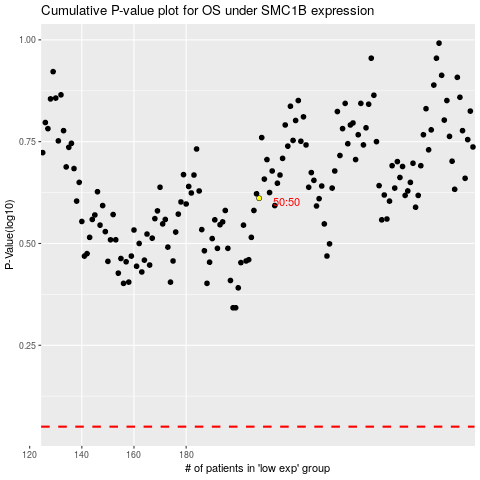 Cumulative P-value plot for OS under SMC1B expression
P-Value(log10)
1.00
0.75
0.50
0.25
50:50
120 140 160 180
# of patients in 'low exp' group